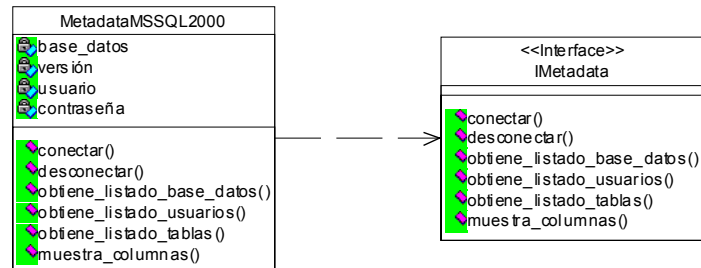 MetadataMSSQL2000
base_datos
versión
usuario
contraseña
conectar()
desconectar()
obtiene_listado_base_datos()
obtiene_listado_usuarios()
obtiene_listado_tablas()
muestra_columnas()
<<Interface>>
IMetadata
conectar()
desconectar()
obtiene_listado_base_datos()
obtiene_listado_usuarios()
obtiene_listado_tablas()
muestra_columnas()